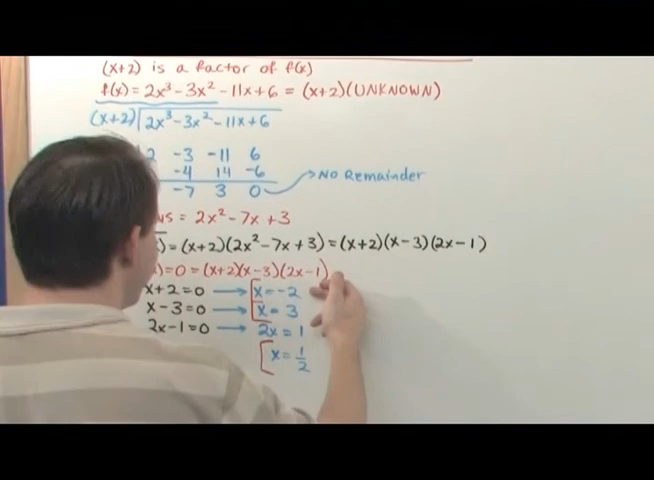 (x+2) is a factor of f(x)
f(x) = 2x³ - 3x² - 11x + 6 = (x+2)(UNKNOWN)
(x+2) 2x³ - 3x² - 11x + 6
2 -3 -11 6
-4 14 -6
-7 3 0 → No Remainder
= 2x² - 7x + 3
) = (x+2)(2x² - 7x + 3) = (x+2)(x-3)(2x-1)
)=0 = (x+2)(x-3)(2x-1)
x+2=0 → x=-2
x-3=0 → x=3
2x-1=0 → 2x=1
x=1/2